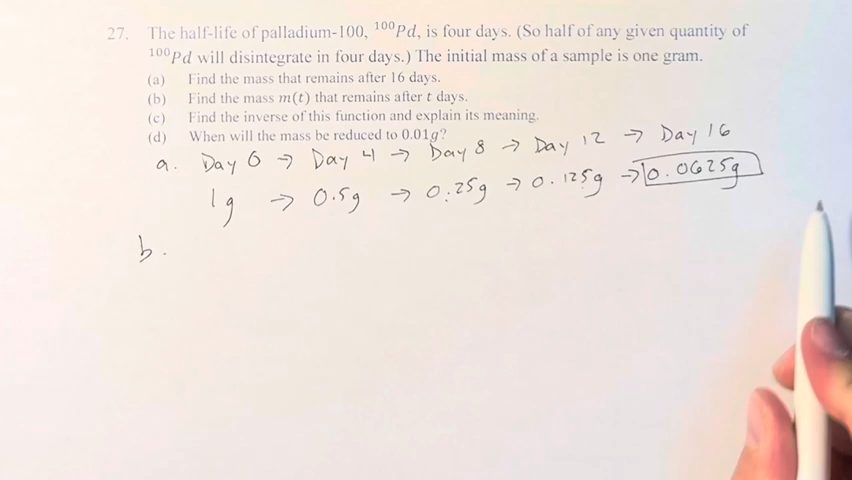 27. The half-life of palladium-100, ¹⁰⁰Pd, is four days. (So half of any given quantity of
¹⁰⁰Pd will disintegrate in four days.) The initial mass of a sample is one gram.
(a) Find the mass that remains after 16 days.
(b) Find the mass m(t) that remains after t days.
(c) Find the inverse of this function and explain its meaning.
(d) When will the mass be reduced to 0.01g?
a. Day 0 → Day 4 → Day 8 → Day 12 → Day 16
1g → 0.5g → 0.25g → 0.125g → 0.0625g
b.